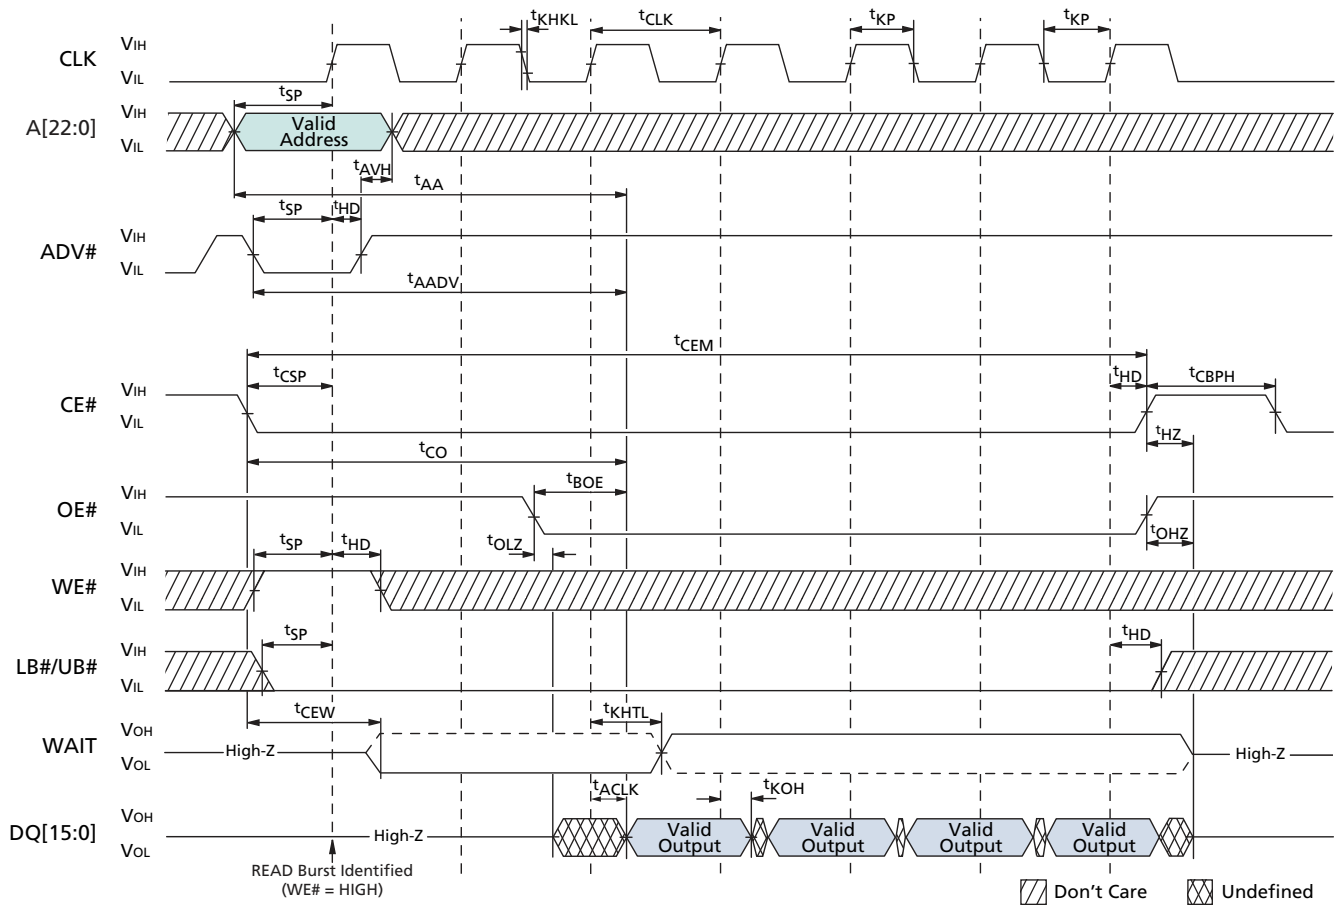 tKHKL tCLK tKP tKP
CLK VIH
VIL
tSP
A[22:0] VIH
VIL
Valid
Address
tAVH
tAA
tSP tHD
ADV# VIH
VIL
tAADV
tCEM
tCSP tHD tCBPH
CE# VIH
VIL
tHZ
tCO
tBOE
OE# VIH
VIL
tOLZ tOHZ
tSP tHD
WE# VIH
VIL
tSP tHD
LB#/UB# VIH
VIL
tCEW tKHTL
WAIT VOH
VOL
High-Z High-Z
tACLK tKOH
DQ[15:0] VOH
VOL
High-Z
Valid
Output
Valid
Output
Valid
Output
Valid
Output
READ Burst Identified
(WE# = HIGH)
Don't Care Undefined